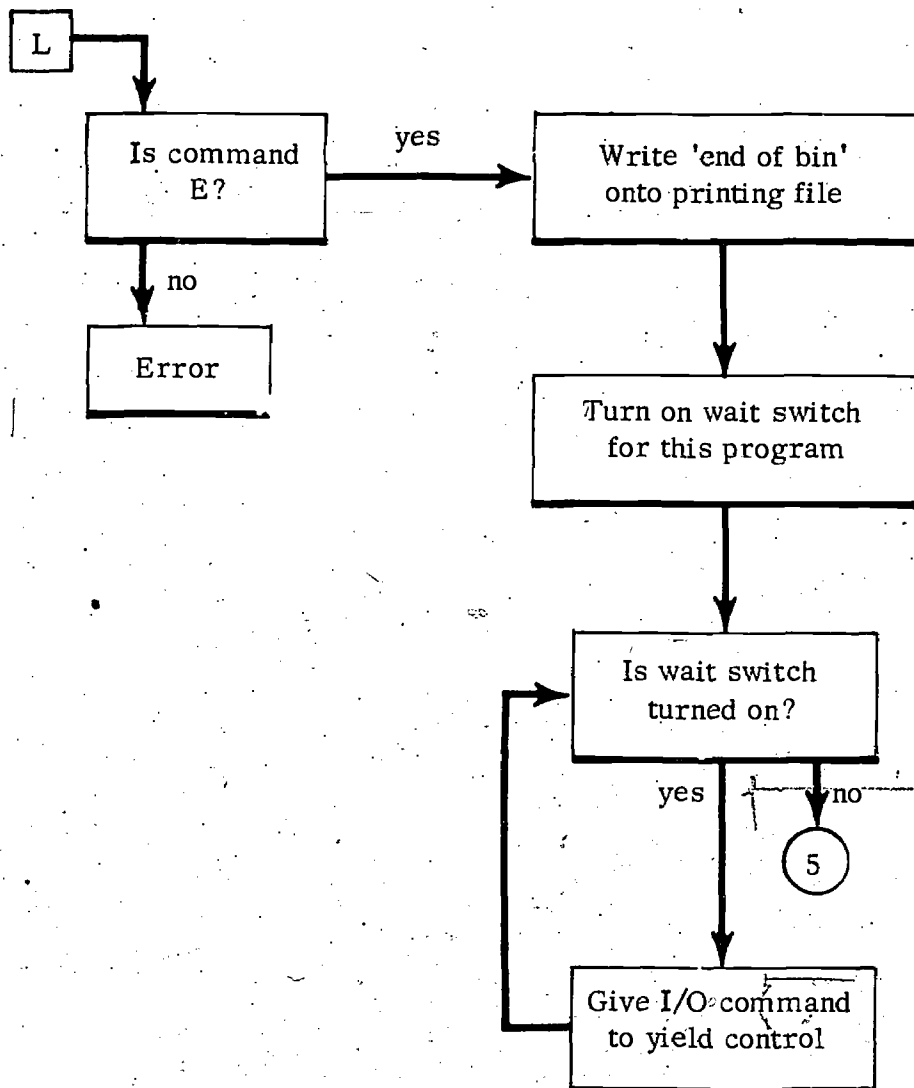 L
Is command
E?
yes
Write 'end of bin'
onto printing file
no
Error
Turn on wait switch
for this program
Is wait switch
turned on?
yes
no
5
Give I/O command
to yield control